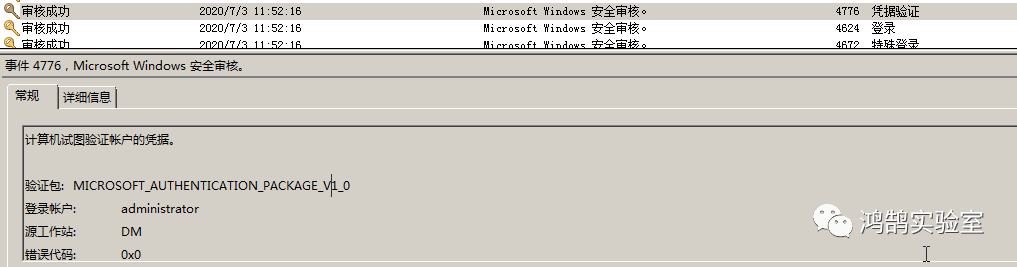 审核成功 2020/7/3 11:52:16 Microsoft Windows 安全审核。 4776 凭据验证
审核成功 2020/7/3 11:52:16 Microsoft Windows 安全审核。 4624 登录
审核成功 2020/7/3 11:52:16 Microsoft Windows 安全审核。 4672 特殊登录
事件 4776，Microsoft Windows 安全审核。
常规 详细信息
计算机试图验证帐户的凭据。
验证包: MICROSOFT_AUTHENTICATION_PACKAGE_V1_0
登录帐户: administrator
源工作站: DM
错误代码: 0x0
鸿鹄实验室